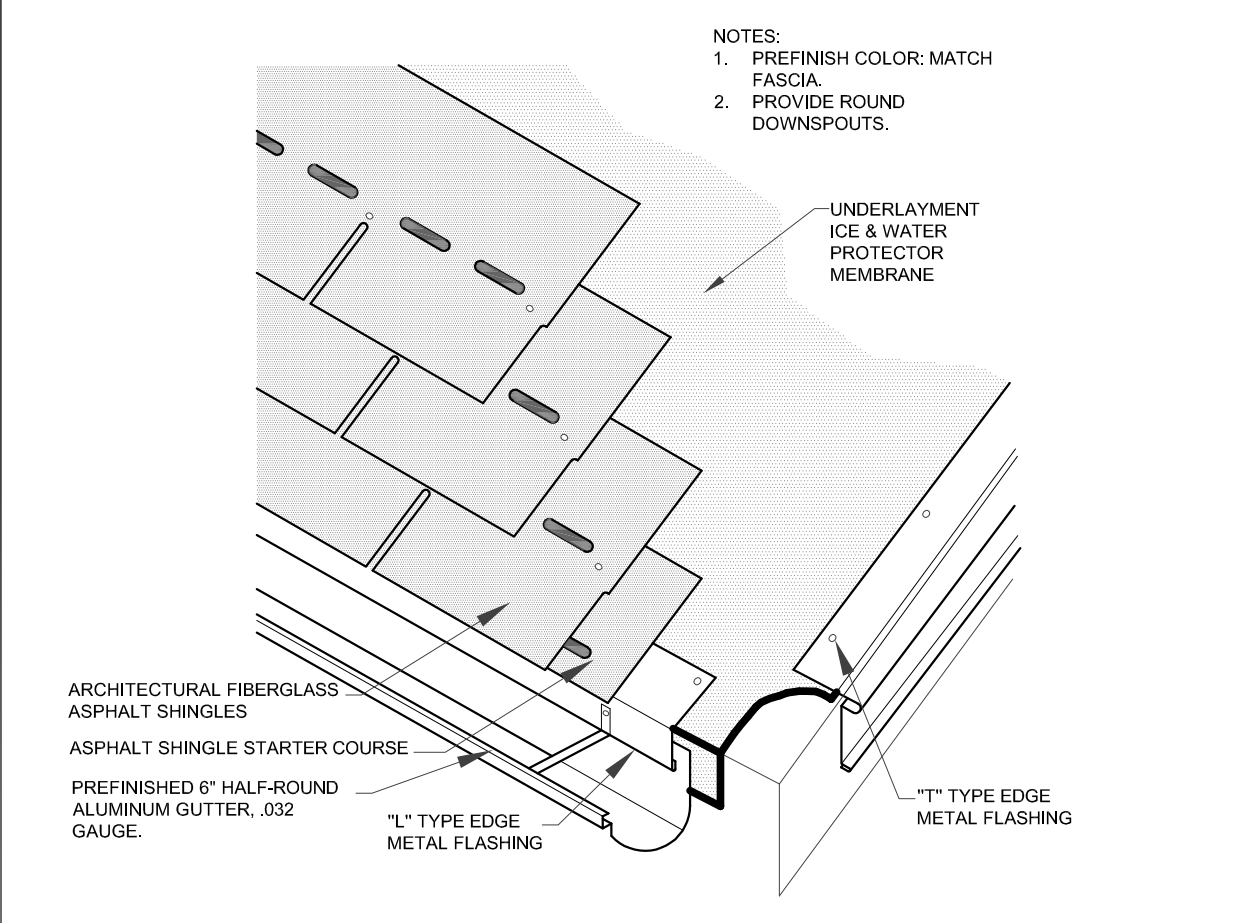 NOTES:
1. PREFINISH COLOR: MATCH
FASCIA.
2. PROVIDE ROUND
DOWNSPOUTS.
UNDERLAYMENT
ICE & WATER
PROTECTOR
MEMBRANE
ARCHITECTURAL FIBERGLASS
ASPHALT SHINGLES
ASPHALT SHINGLE STARTER COURSE
PREFINISHED 6" HALF-ROUND
ALUMINUM GUTTER, .032
GAUGE.
"L" TYPE EDGE
METAL FLASHING
"T" TYPE EDGE
METAL FLASHING